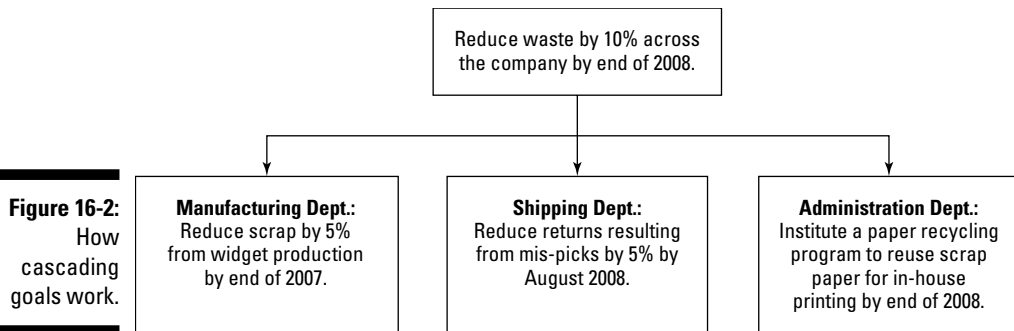 Reduce waste by 10% across
the company by end of 2008.
Figure 16-2:
How
cascading
goals work.
Manufacturing Dept.:
Reduce scrap by 5%
from widget production
by end of 2007.
Shipping Dept.:
Reduce returns resulting
from mis-picks by 5% by
August 2008.
Administration Dept.:
Institute a paper recycling
program to reuse scrap
paper for in-house
printing by end of 2008.